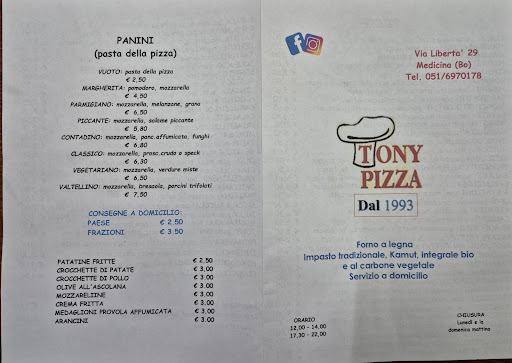 PANINI
(pasta della pizza)
VUOTO: pasta della pizza
€ 2,50
MARGHERITA: pomodoro, mozzarella
€ 4,50
PARMIGIANO: mozzarella, melanzane, grana
€ 6,50
PICCANTE: mozzarella, salame piccante
€ 5,80
CONTADINO: mozzarella, panc.affumicata, funghi
€ 6,80
CLASSICO: mozzarella, prosc.crudo o speck
€ 6,30
VEGETARIANO: mozzarella, verdure miste
€ 6,50
VALTELLINO: mozzarella, bresaola, porcini trifolati
€ 7,50
CONSEGNE A DOMICILIO:
PAESE € 2,50
FRAZIONI € 3.50
PATATINE FRITTE € 2,50
CROCCHETTE DI PATATE € 3,00
CROCCHETTE DI POLLO € 3,00
OLIVE ALL'ASCOLANA € 3,00
MOZZARELLINE € 3,00
CREMA FRITTA € 3,00
MEDAGLIONI PROVOLA AFFUMICATA € 3,00
ARANCINI € 3,00
Via Liberta' 29
Medicina (Bo)
Tel. 051/6970178
TONY
PIZZA
Dal 1993
Forno a legna
Impasto tradizionale, Kamut, integrale bio
e al carbone vegetale
Servizio a domicilio
ORARIO
12,00 - 14,00
17,30 - 22,00
CHIUSURA
Lunedì e la
domenica mattina